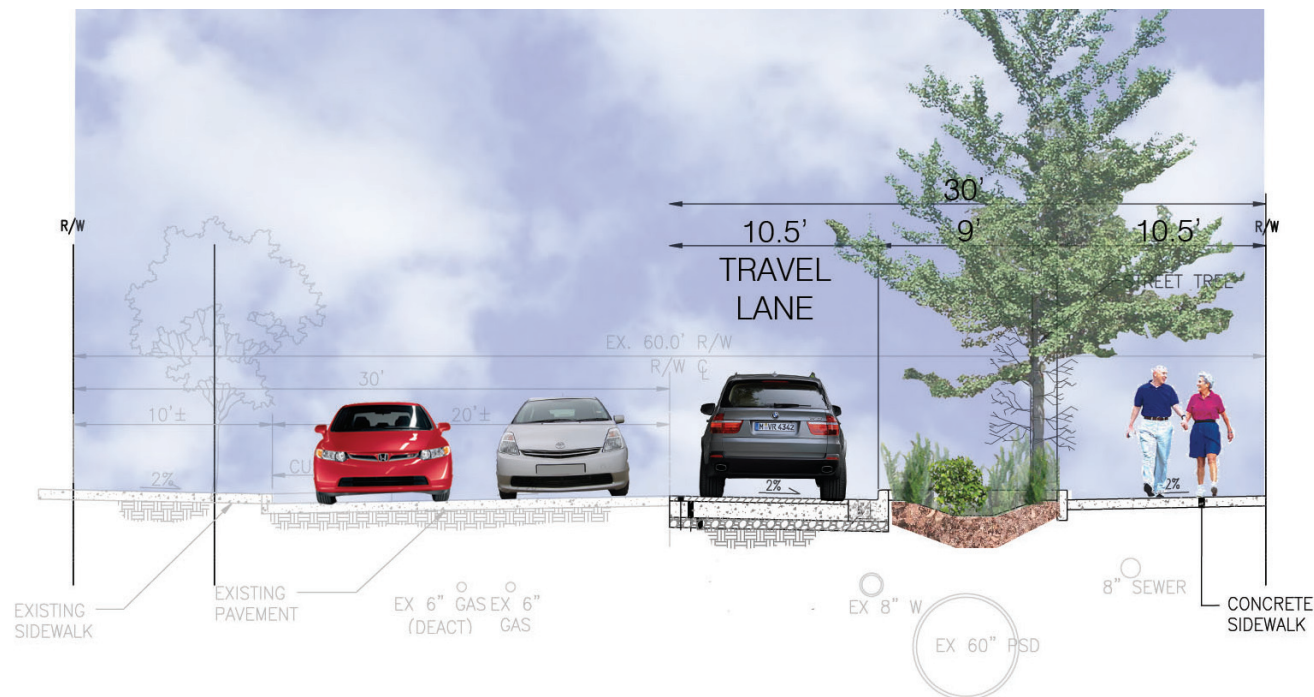 30'
R/W
10.5'
9'
10.5'
R/W
TRAVEL
LANE
STREET TREE
EX. 60.0' R/W
R/W ℄
30'
10'±
20'±
M·VR 4342
CU
2%
2%
2%
EXISTING
SIDEWALK
EXISTING
PAVEMENT
EX 6" GAS
(DEACT)
EX 6"
GAS
EX 8" W
EX 60" PSD
8" SEWER
CONCRETE
SIDEWALK